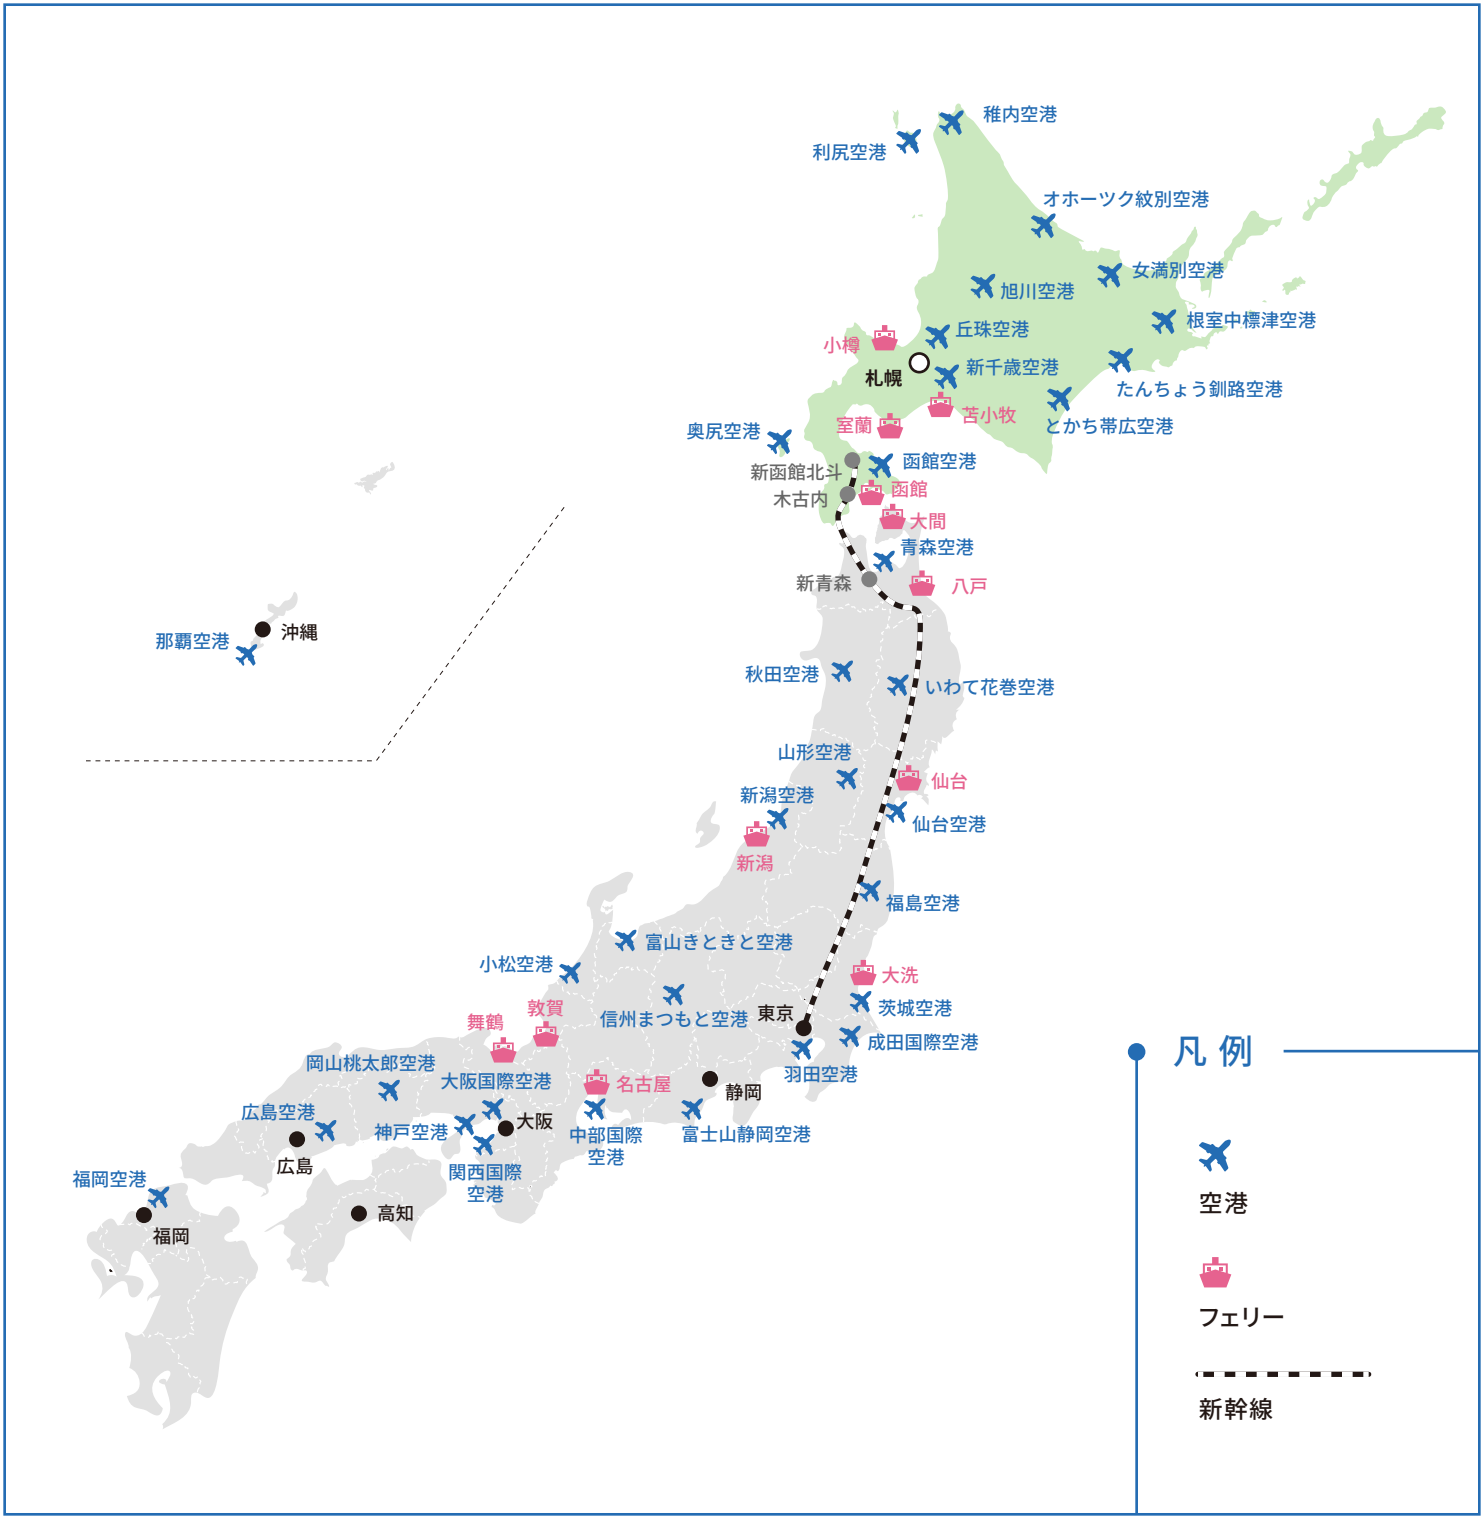 稚内空港
利尻空港
オホーツク紋別空港
女満別空港
旭川空港
根室中標津空港
丘珠空港
小樽
新千歳空港
札幌
たんちょう釧路空港
苫小牧
とかち帯広空港
室蘭
奥尻空港
函館空港
新函館北斗
函館
木古内
大間
青森空港
新青森
八戸
沖縄
那覇空港
秋田空港
いわて花巻空港
山形空港
仙台
新潟空港
仙台空港
新潟
福島空港
富山きときと空港
小松空港
大洗
信州まつもと空港
茨城空港
東京
敦賀
舞鶴
成田国際空港
岡山桃太郎空港
羽田空港
大阪国際空港
名古屋
静岡
広島空港
大阪
神戸空港
中部国際
空港
富士山静岡空港
広島
関西国際
空港
福岡空港
高知
福岡
凡例
空港
フェリー
新幹線